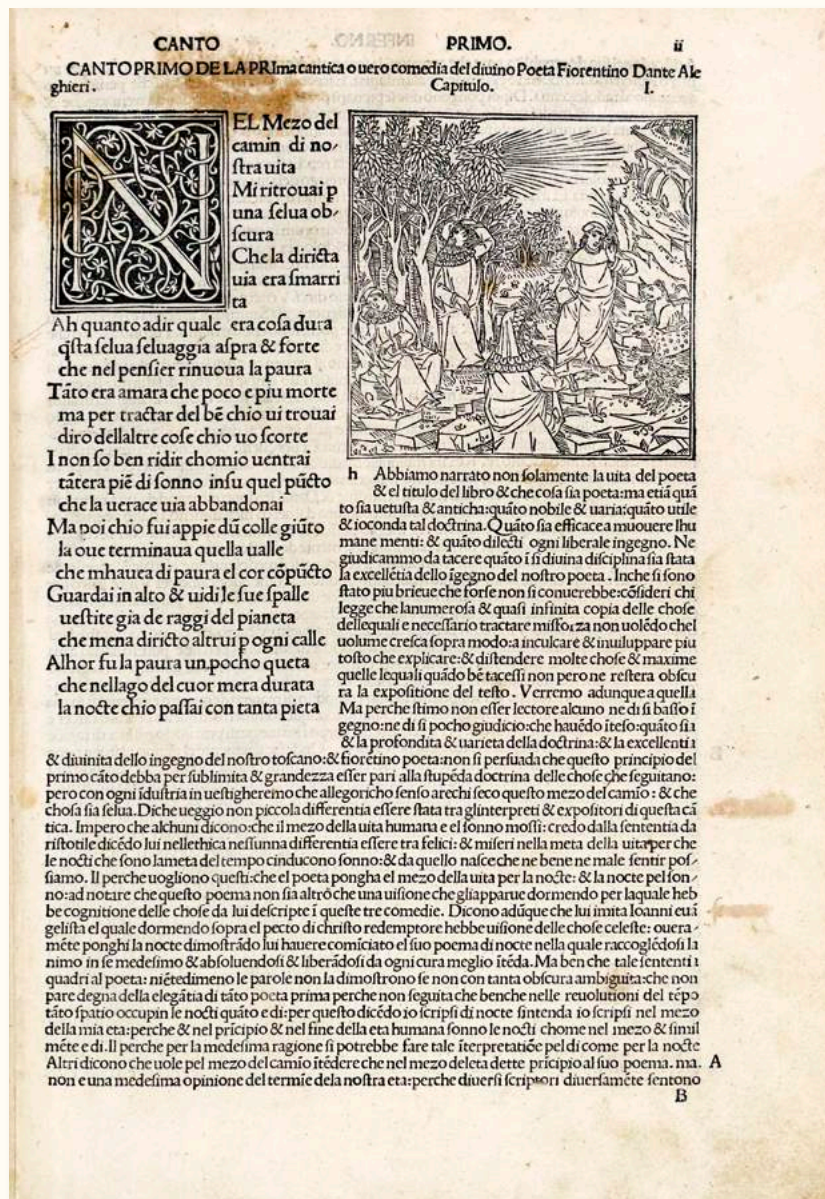 CANTO PRIMO. ii
CANTO PRIMO DE LA PRIma cantica o uero comedia del diuino Poeta Fiorentino Dante Ale
ghieri. Capitulo. I.
N
EL Mezo del
camin di no/
ſtra uita
Mi ritrouai p
una ſelua ob/
ſcura
Che la diricta
uia era ſmarri
ta
Ah quanto adir quale era coſa dura
q̄ſta ſelua ſeluaggia aſpra & forte
che nel penſier rinuoua la paura
Tāto era amara che poco e piu morte
ma per tractar del bē chio ui trouai
diro dellaltre coſe chio uo ſcorte
I non ſo ben ridir chomio uentrai
tātera piē di ſonno inſu quel pūcto
che la uerace uia abbandonai
Ma poi chio fui appie dū colle giūto
la oue terminaua quella ualle
che mhauea di paura el cor cōpūcto
Guardai in alto & uidi le ſue ſpalle
ueſtite gia de raggi del pianeta
che mena diricto altrui p ogni calle
Alhor fu la paura un pocho queta
che nellago del cuor mera durata
la nocte chio paſſai con tanta pieta
h Abbiamo narrato non ſolamente la uita del poeta
& el titulo del libro & che coſa ſia poeta: ma etiā quā
to ſia uetuſta & anticha: quāto nobile & uaria: quāto utile
& ioconda tal doctrina. Quāto ſia efficace a muouere lhu
mane menti: & quāto dilecti ogni liberale ingegno. Ne
giudicammo da tacere quāto ī ſi diuina diſciplina ſia ſtata
la excellētia dello īgegno del noſtro poeta. Inche ſi ſono
ſtato piu brieue che forſe non ſi conuerebbe: cōſideri chi
legge che lanumeroſa & quaſi infinita copia delle choſe
dellequali e neceſſario tractare miſforza non uolēdo chel
uolume creſca ſopra modo: a inculcare & inuiluppare piu
toſto che explicare: & diſtendere molte choſe & maxime
quelle lequali quādo bē taceſſi non pero ne reſtera obſcu
ra la expoſitione del teſto. Verremo adunque a quella
Ma perche ſtimo non eſſer lectore alcuno ne di ſi baſſo ī
gegno: ne di ſi pocho giudicio: che hauēdo īteſo: quāto ſia
& la profondita & uarieta della doctrina: & la excellentia
& diuinita dello ingegno del noſtro toſcano: & fiorētino poeta: non ſi perſuada che queſto principio del
primo cāto debba per ſublimita & grandezza eſſer pari alla ſtupēda doctrina delle choſe che ſeguitano:
pero con ogni īduſtria in ueſtigheremo che allegoricho ſenſo arechi ſeco queſto mezo del camīo: & che
choſa ſia ſelua. Diche ueggio non piccola differentia eſſere ſtata tra glinterpreti & expoſitori di queſta cā
tica. Impero che alchuni dicono: che il mezo della uita humana e el ſonno moſſi: credo dalla ſententia da
riſtotile dicēdo lui nellethica neſſunna differentia eſſere tra felici: & miſeri nella meta della uita per che
le nocti che ſono lameta del tempo cinducono ſonno: & da quello naſce che ne bene ne male ſentir poſ/
ſiamo. Il perche uogliono queſti: che el poeta pongha el mezo della uita per la nocte: & la nocte pel ſon/
no: ad notare che queſto poema non ſia altrō che una uiſione che gliapparue dormendo per laquale heb
be cognitione delle choſe da lui deſcripte ī queſte tre comedie. Dicono adūque che lui imita Ioanni euā
geliſta el quale dormendo ſopra el pecto di chriſto redemptore hebbe uiſione delle choſe celeſte: ouera/
mēte ponghi la nocte dimoſtrādo lui hauere comīciato el ſuo poema di nocte nella quale raccoglēdoſi la
nimo in ſe medeſimo & abſoluendoſi & liberādoſi da ogni cura meglio ītēda. Ma ben che tale ſententia
quadri al poeta: niētedimeno le parole non la dimoſtrono ſe non con tanta obſcura ambiguita: che non
pare degna della elegātia di tāto poeta prima perche non ſeguita che benche nelle reuolutioni del tēpo
tāto ſpatio occupin le nocti quāto e di: per queſto dicēdo io ſcripſi di nocte ſintenda io ſcripſi nel mezo
della mia eta: perche & nel prīcipio & nel fine della eta humana ſonno le nocti chome nel mezo & ſimil
mēte e di. Il perche per la medeſima ragione ſi potrebbe fare tale īterpretatiōe pel di come per la nocte
Altri dicono che uole pel mezo del camīo ītēdere che nel mezo deleta dette prīcipio al ſuo poema. ma. A
non e una medeſima opinione del termīe dela noſtra eta: perche diuerſi ſcriptori diuerſamēte ſentono
B